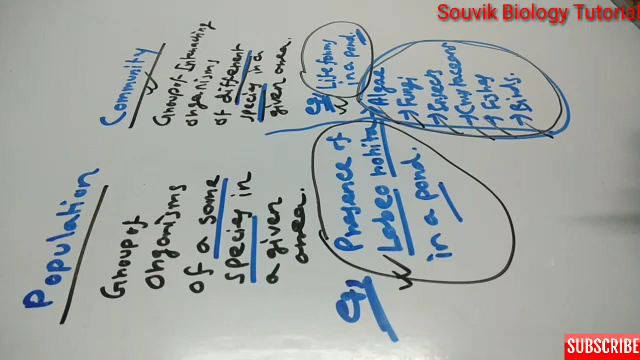 Souvik Biology Tutorial
Population
Group of
organisms
of a same
species in
a given
area.
eg
Presence of
Labeo rohita
in a pond.
Community
Group of Interacting
organisms
of different
species in a
given area.
eg
Life forms
in a pond.
→ Algae
→ Fungi
→ Insects
→ Crustaceans
→ Fishes
→ Birds.
SUBSCRIBE